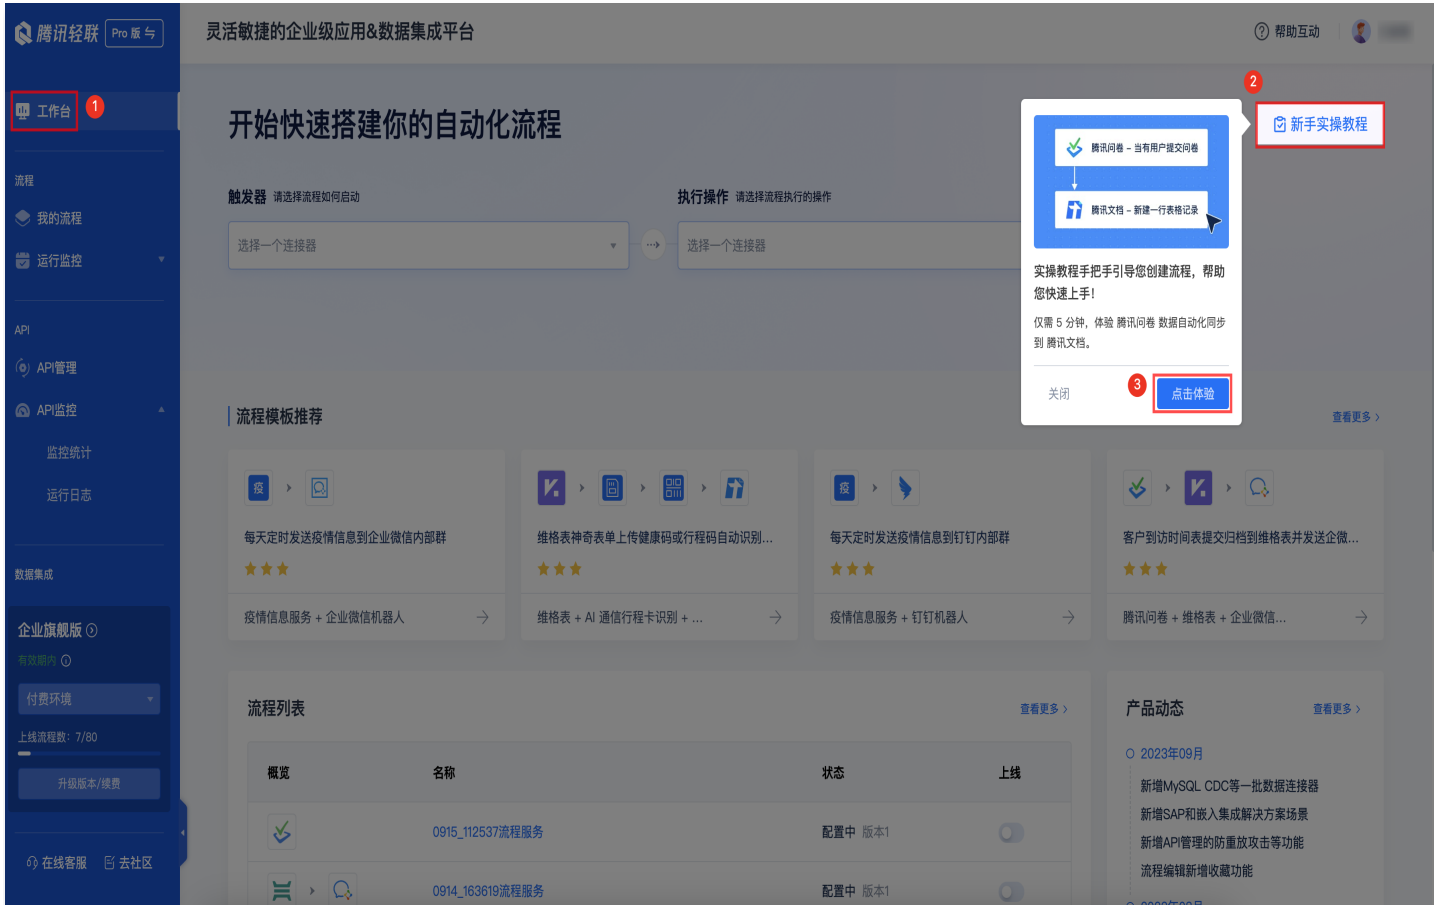 腾讯轻联 Pro 版
灵活敏捷的企业级应用&数据集成平台
帮助互动
工作台 1
流程
我的流程
运行监控
API
API管理
API监控
监控统计
运行日志
数据集成
企业旗舰版
有效期内
付费环境
上线流程数：7/80
升级版本/续费
在线客服 去社区
开始快速搭建你的自动化流程
触发器 请选择流程如何启动
选择一个连接器
执行操作 请选择流程执行的操作
选择一个连接器
2
新手实操教程
腾讯问卷 – 当有用户提交问卷
腾讯文档 – 新建一行表格记录
实操教程手把手引导您创建流程，帮助
您快速上手！
仅需 5 分钟，体验 腾讯问卷 数据自动化同步
到 腾讯文档。
关闭 3 点击体验
流程模板推荐
查看更多
疫
每天定时发送疫情信息到企业微信内部群
疫情信息服务 + 企业微信机器人
维格表神奇表单上传健康码或行程码自动识别...
维格表 + AI 通信行程卡识别 + ...
疫
每天定时发送疫情信息到钉钉内部群
疫情信息服务 + 钉钉机器人
客户到访时间表提交归档到维格表并发送企微...
腾讯问卷 + 维格表 + 企业微信...
流程列表
查看更多
概览 名称 状态 上线
0915_112537流程服务 配置中 版本1
0914_163619流程服务 配置中 版本1
产品动态
查看更多
2023年09月
新增MySQL CDC等一批数据连接器
新增SAP和嵌入集成解决方案场景
新增API管理的防重放攻击等功能
流程编辑新增收藏功能